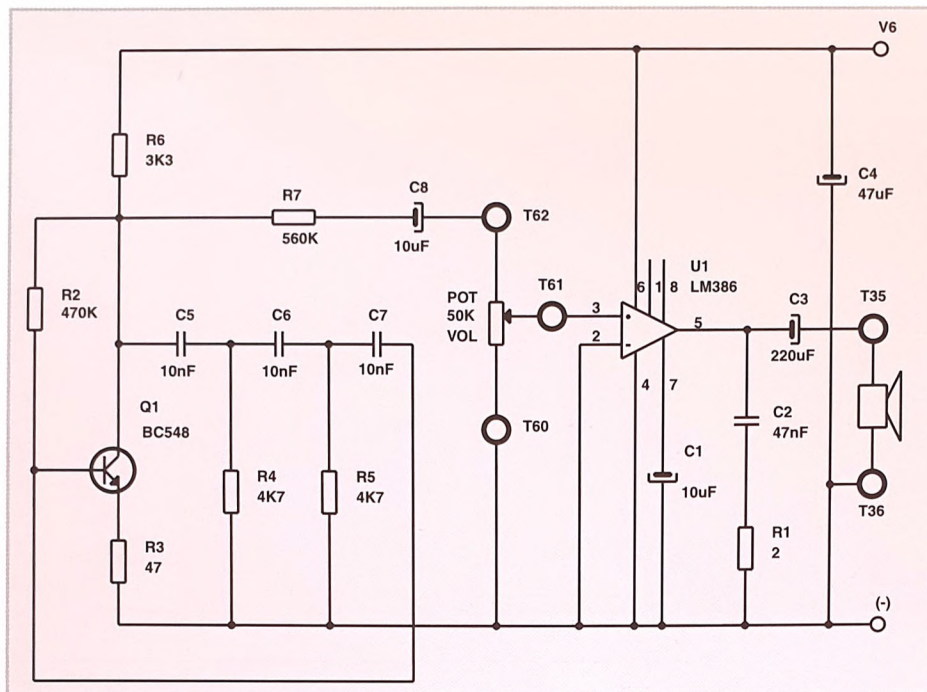 V6
R6
3K3
C4
47uF
R7
560K
C8
10uF
T62
R2
470K
POT
50K
VOL
T61
3
2
6
1
8
U1
LM386
5
4
7
C3
220uF
T35
C5
10nF
C6
10nF
C7
10nF
Q1
BC548
T60
C2
47nF
R4
4K7
R5
4K7
C1
10uF
T36
R3
47
R1
2
(-)